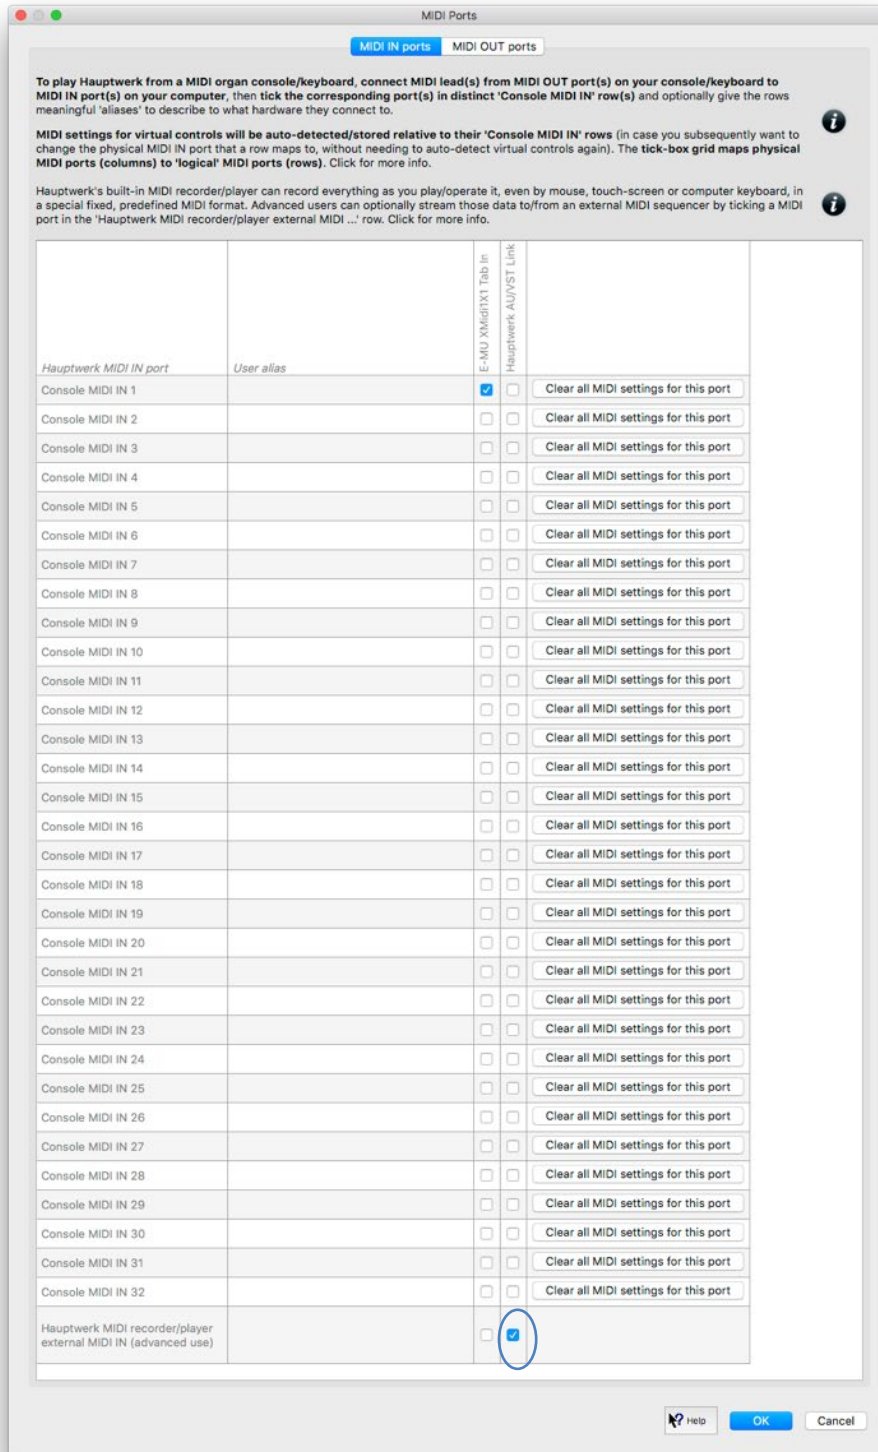 MIDI Ports
MIDI IN ports MIDI OUT ports
To play Hauptwerk from a MIDI organ console/keyboard, connect MIDI lead(s) from MIDI OUT port(s) on your console/keyboard to
MIDI IN port(s) on your computer, then tick the corresponding port(s) in distinct 'Console MIDI IN' row(s) and optionally give the rows
meaningful 'aliases' to describe to what hardware they connect to.
MIDI settings for virtual controls will be auto-detected/stored relative to their 'Console MIDI IN' rows (in case you subsequently want to
change the physical MIDI IN port that a row maps to, without needing to auto-detect virtual controls again). The tick-box grid maps physical
MIDI ports (columns) to 'logical' MIDI ports (rows). Click for more info.
Hauptwerk's built-in MIDI recorder/player can record everything as you play/operate it, even by mouse, touch-screen or computer keyboard, in
a special fixed, predefined MIDI format. Advanced users can optionally stream those data to/from an external MIDI sequencer by ticking a MIDI
port in the 'Hauptwerk MIDI recorder/player external MIDI ...' row. Click for more info.
Hauptwerk MIDI IN port User alias E-MU XMidi1X1 Tab In Hauptwerk AU/VST Link
Console MIDI IN 1 Clear all MIDI settings for this port
Console MIDI IN 2 Clear all MIDI settings for this port
Console MIDI IN 3 Clear all MIDI settings for this port
Console MIDI IN 4 Clear all MIDI settings for this port
Console MIDI IN 5 Clear all MIDI settings for this port
Console MIDI IN 6 Clear all MIDI settings for this port
Console MIDI IN 7 Clear all MIDI settings for this port
Console MIDI IN 8 Clear all MIDI settings for this port
Console MIDI IN 9 Clear all MIDI settings for this port
Console MIDI IN 10 Clear all MIDI settings for this port
Console MIDI IN 11 Clear all MIDI settings for this port
Console MIDI IN 12 Clear all MIDI settings for this port
Console MIDI IN 13 Clear all MIDI settings for this port
Console MIDI IN 14 Clear all MIDI settings for this port
Console MIDI IN 15 Clear all MIDI settings for this port
Console MIDI IN 16 Clear all MIDI settings for this port
Console MIDI IN 17 Clear all MIDI settings for this port
Console MIDI IN 18 Clear all MIDI settings for this port
Console MIDI IN 19 Clear all MIDI settings for this port
Console MIDI IN 20 Clear all MIDI settings for this port
Console MIDI IN 21 Clear all MIDI settings for this port
Console MIDI IN 22 Clear all MIDI settings for this port
Console MIDI IN 23 Clear all MIDI settings for this port
Console MIDI IN 24 Clear all MIDI settings for this port
Console MIDI IN 25 Clear all MIDI settings for this port
Console MIDI IN 26 Clear all MIDI settings for this port
Console MIDI IN 27 Clear all MIDI settings for this port
Console MIDI IN 28 Clear all MIDI settings for this port
Console MIDI IN 29 Clear all MIDI settings for this port
Console MIDI IN 30 Clear all MIDI settings for this port
Console MIDI IN 31 Clear all MIDI settings for this port
Console MIDI IN 32 Clear all MIDI settings for this port
Hauptwerk MIDI recorder/player
external MIDI IN (advanced use)
Help OK Cancel